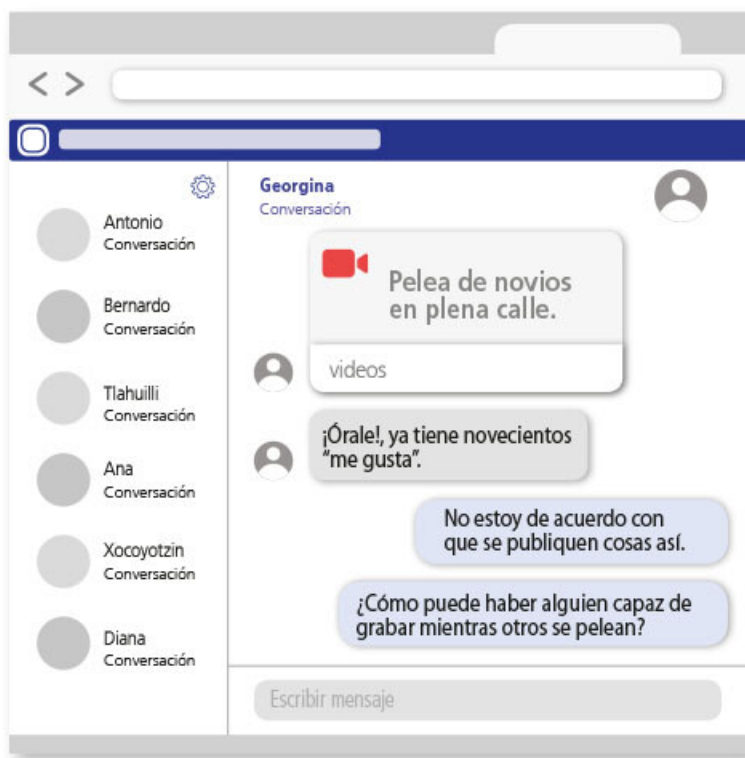 Antonio
Conversación
Bernardo
Conversación
Tlahuilli
Conversación
Ana
Conversación
Xocoyotzin
Conversación
Diana
Conversación
Georgina
Conversación
Pelea de novios
en plena calle.
videos
¡Órale!, ya tiene novecientos
“me gusta”.
No estoy de acuerdo con
que se publiquen cosas así.
¿Cómo puede haber alguien capaz de
grabar mientras otros se pelean?
Escribir mensaje